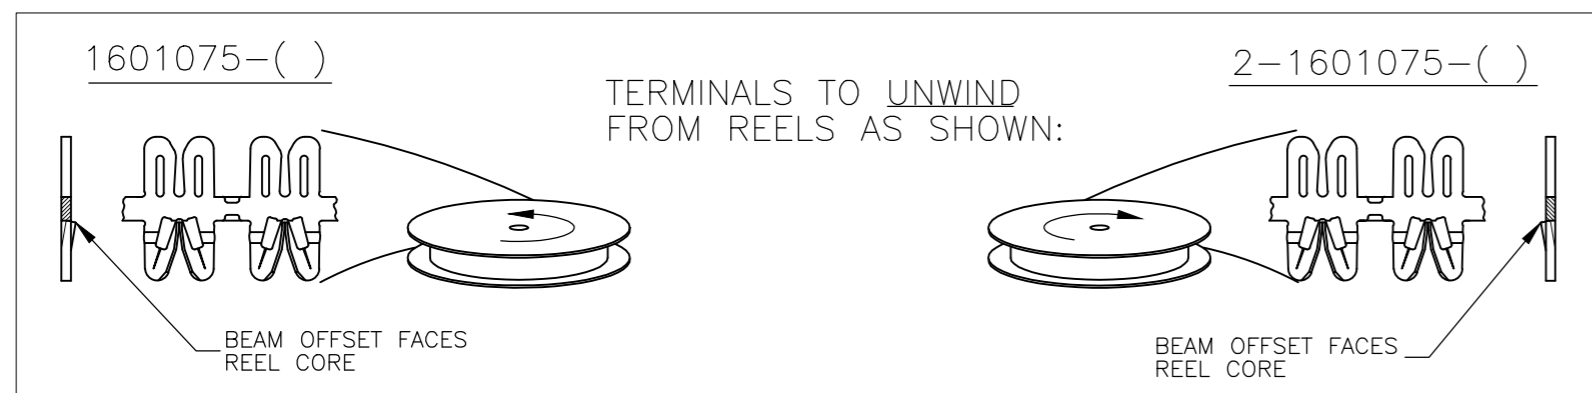 1601075-( )
2-1601075-( )
TERMINALS TO UNWIND
FROM REELS AS SHOWN:
BEAM OFFSET FACES
REEL CORE
BEAM OFFSET FACES
REEL CORE